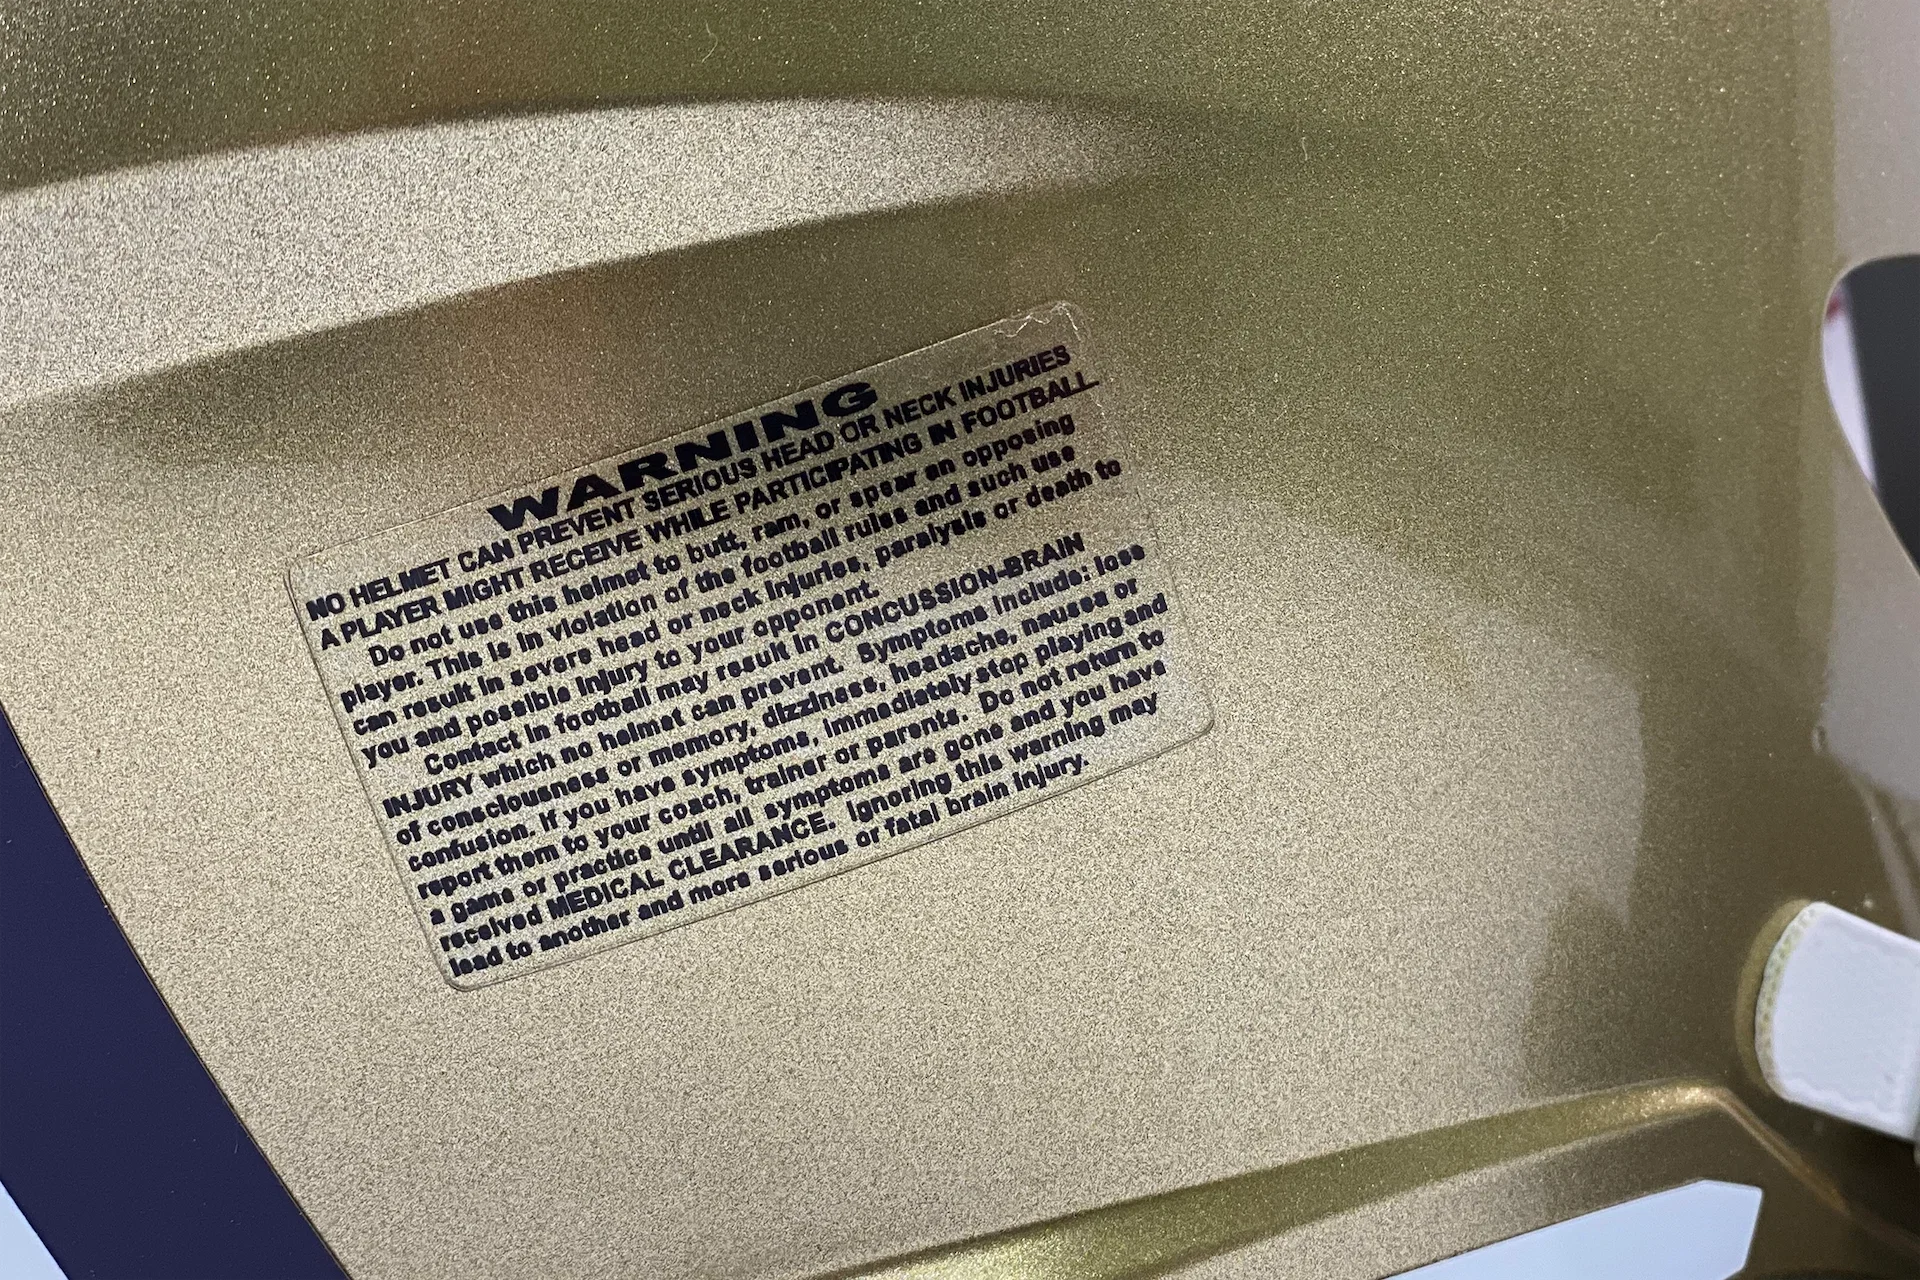 WARNING
NO HELMET CAN PREVENT SERIOUS HEAD OR NECK INJURIES
A PLAYER MIGHT RECEIVE WHILE PARTICIPATING IN FOOTBALL
Do not use this helmet to butt, ram, or spear an opposing
player. This is in violation of the football rules and such use
can result in severe head or neck injuries, paralysis or death to
you and possible injury to your opponent.
Contact in football may result in CONCUSSION-BRAIN
INJURY which no helmet can prevent. Symptoms include: loss
of consciousness or memory, dizziness, headache, nausea or
confusion. If you have symptoms, immediately stop playing and
report them to your coach, trainer or parents. Do not return to
a game or practice until all symptoms are gone and you have
received MEDICAL CLEARANCE. Ignoring this warning may
lead to another and more serious or fatal brain injury.